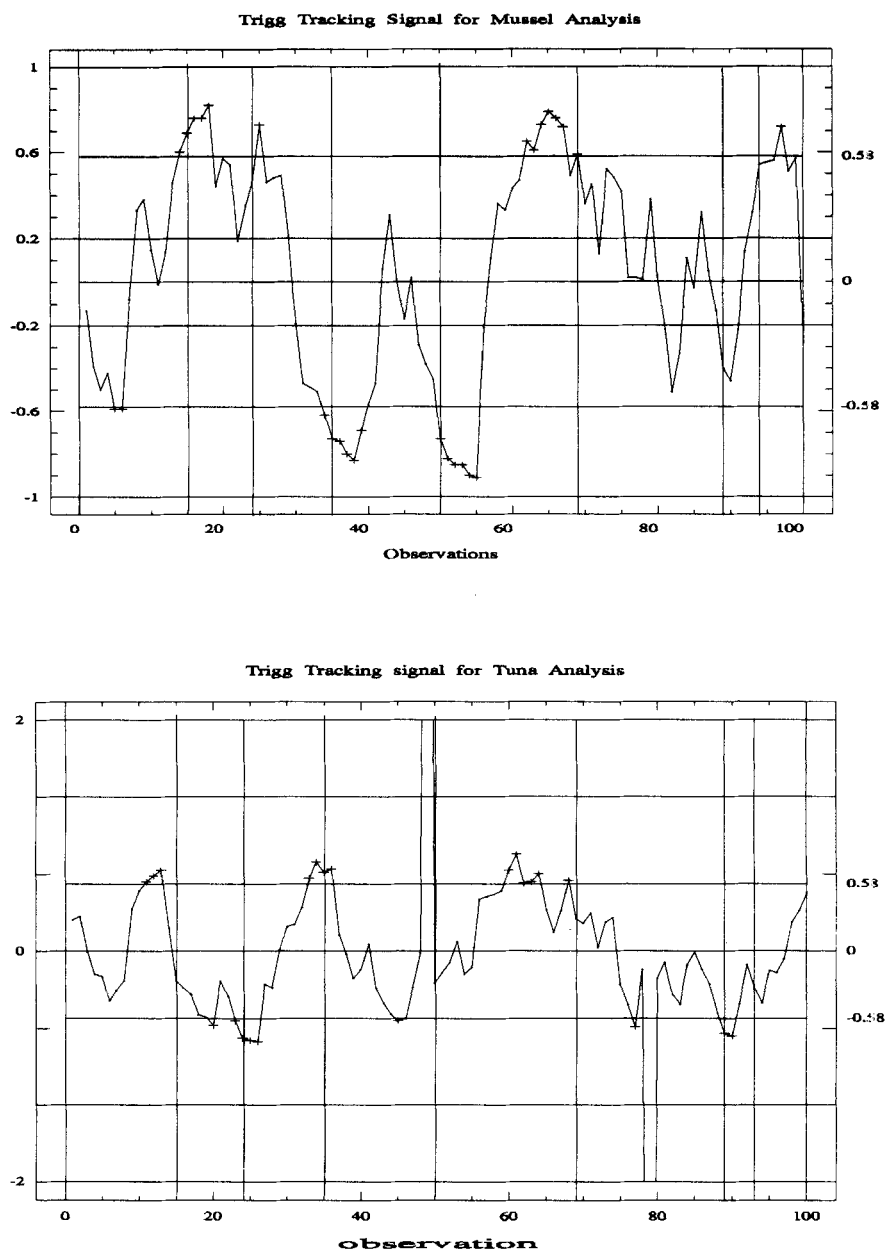 Trigg Tracking Signal for Mussel Analysis
1
0.6
0.2
-0.2
-0.6
-1
0.53
0
-0.58
0 20 40 60 80 100
Observations
Trigg Tracking signal for Tuna Analysis
2
0
-2
0.53
0
-0.58
0 20 40 60 80 100
observation